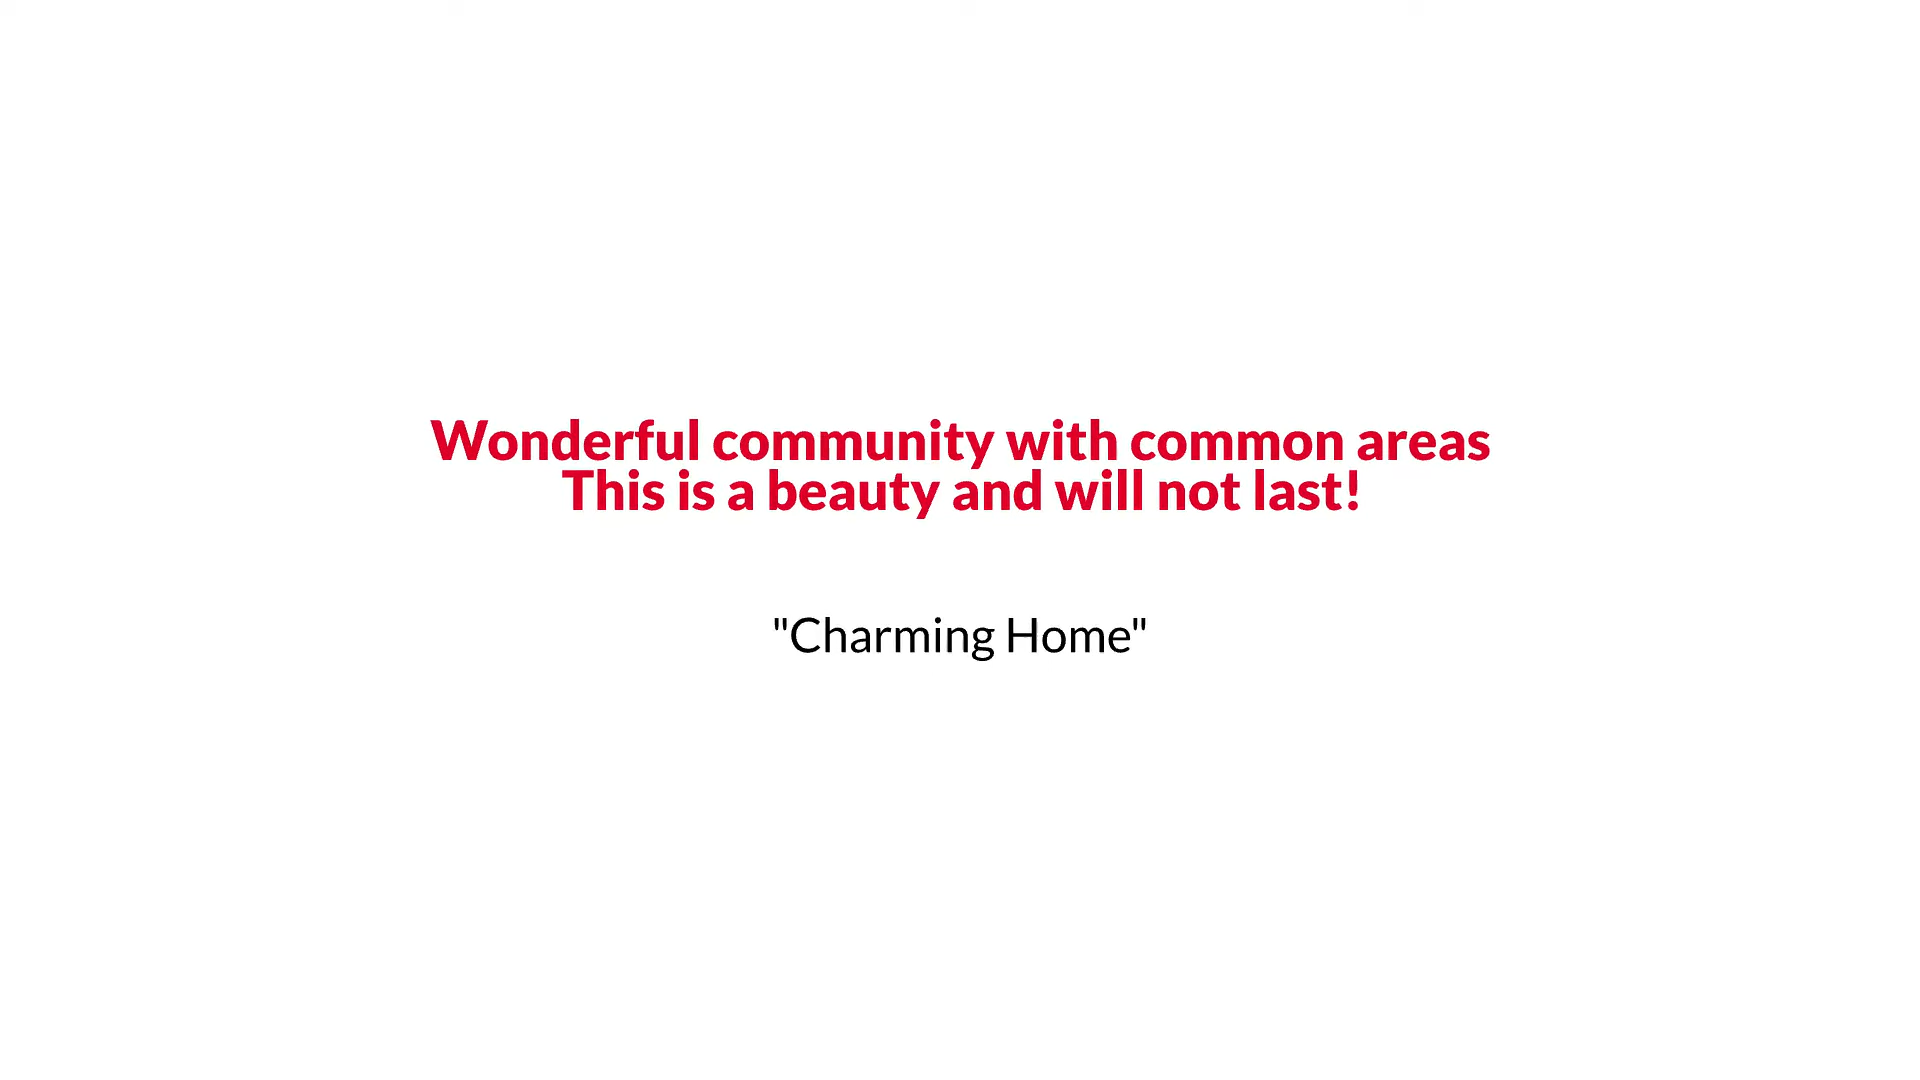 Wonderful community with common areas
This is a beauty and will not last!
"Charming Home"